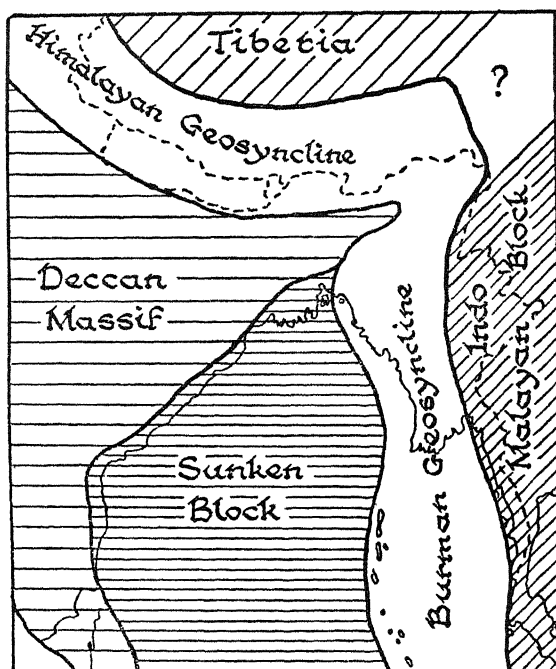 Tibetia
Himalayan Geosyncline
?
Deccan
Massif
Indo
Malayan Block
Burman Geosyncline
Sunken
Block